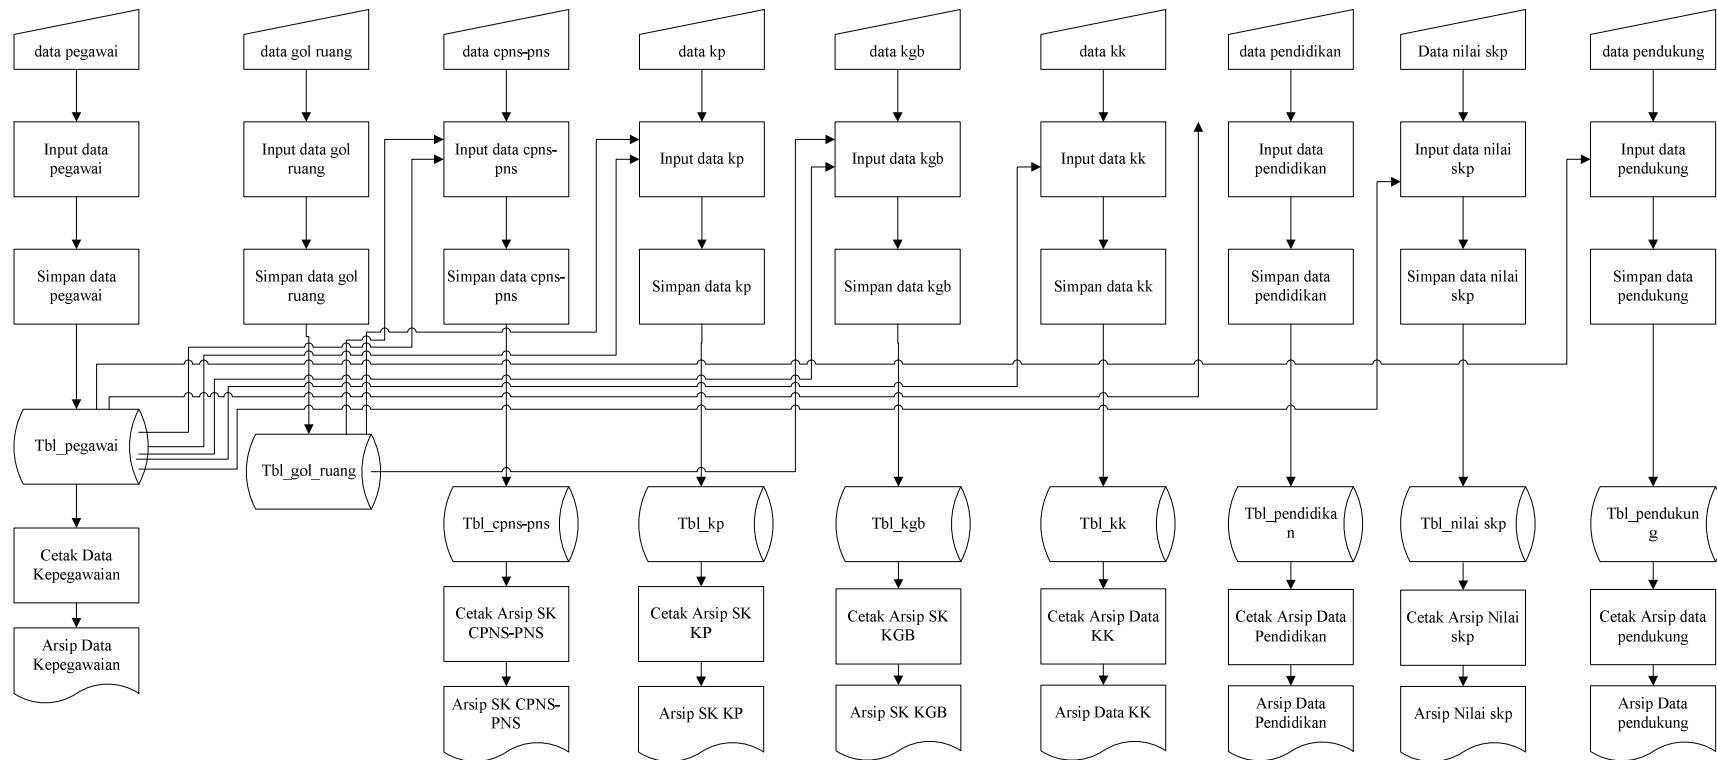 data pegawai
data gol ruang
data cpns-pns
data kp
data kgb
data kk
data pendidikan
Data nilai skp
data pendukung
Input data
pegawai
Input data gol
ruang
Input data cpns-
pns
Input data kp
Input data kgb
Input data kk
Input data
pendidikan
Input data nilai
skp
Input data
pendukung
Simpan data
pegawai
Simpan data gol
ruang
Simpan data cpns-
pns
Simpan data kp
Simpan data kgb
Simpan data kk
Simpan data
pendidikan
Simpan data nilai
skp
Simpan data
pendukung
Tbl_pegawai
Tbl_gol_ruang
Tbl_cpns-pns
Tbl_kp
Tbl_kgb
Tbl_kk
Tbl_pendidika
n
Tbl_nilai skp
Tbl_pendukun
g
Cetak Data
Kepegawaian
Cetak Arsip SK
CPNS-PNS
Cetak Arsip SK
KP
Cetak Arsip SK
KGB
Cetak Arsip Data
KK
Cetak Arsip Data
Pendidikan
Cetak Arsip Nilai
skp
Cetak Arsip data
pendukung
Arsip Data
Kepegawaian
Arsip SK CPNS-
PNS
Arsip SK KP
Arsip SK KGB
Arsip Data KK
Arsip Data
Pendidikan
Arsip Nilai skp
Arsip Data
pendukung